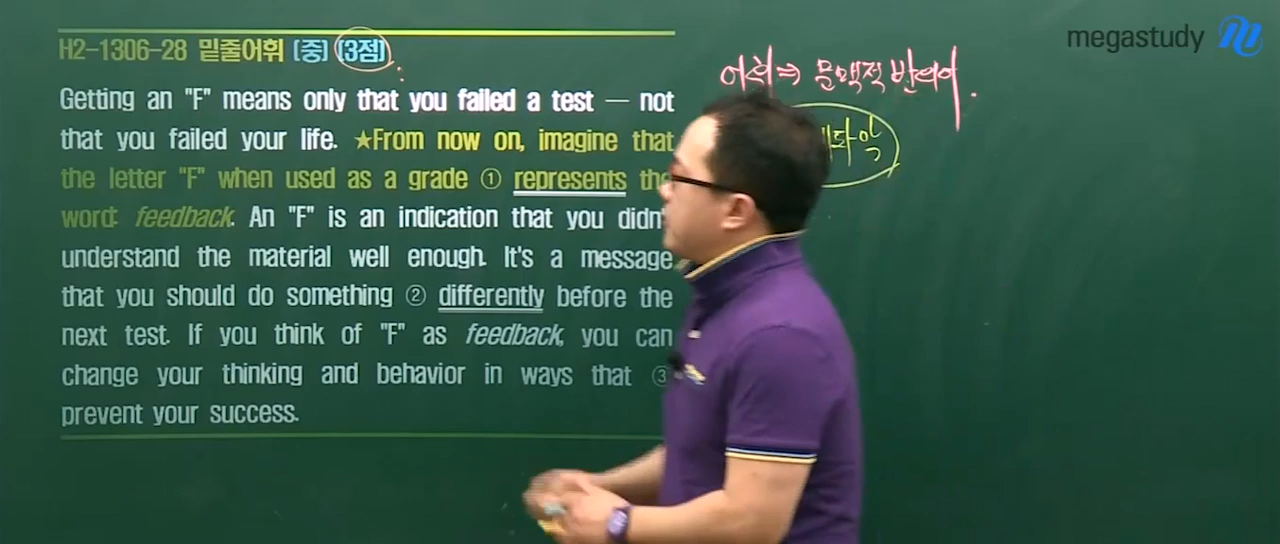 megastudy
H2-1306-28 밑줄어휘 [중] [3점]
어휘⇒ 문맥적 반의어.
Getting an "F" means only that you failed a test — not
that you failed your life. ★From now on, imagine that
the letter "F" when used as a grade ① represents the
word: feedback. An "F" is an indication that you didn'
understand the material well enough. It's a message
that you should do something ② differently before the
next test. If you think of "F" as feedback, you can
change your thinking and behavior in ways that ③
prevent your success.